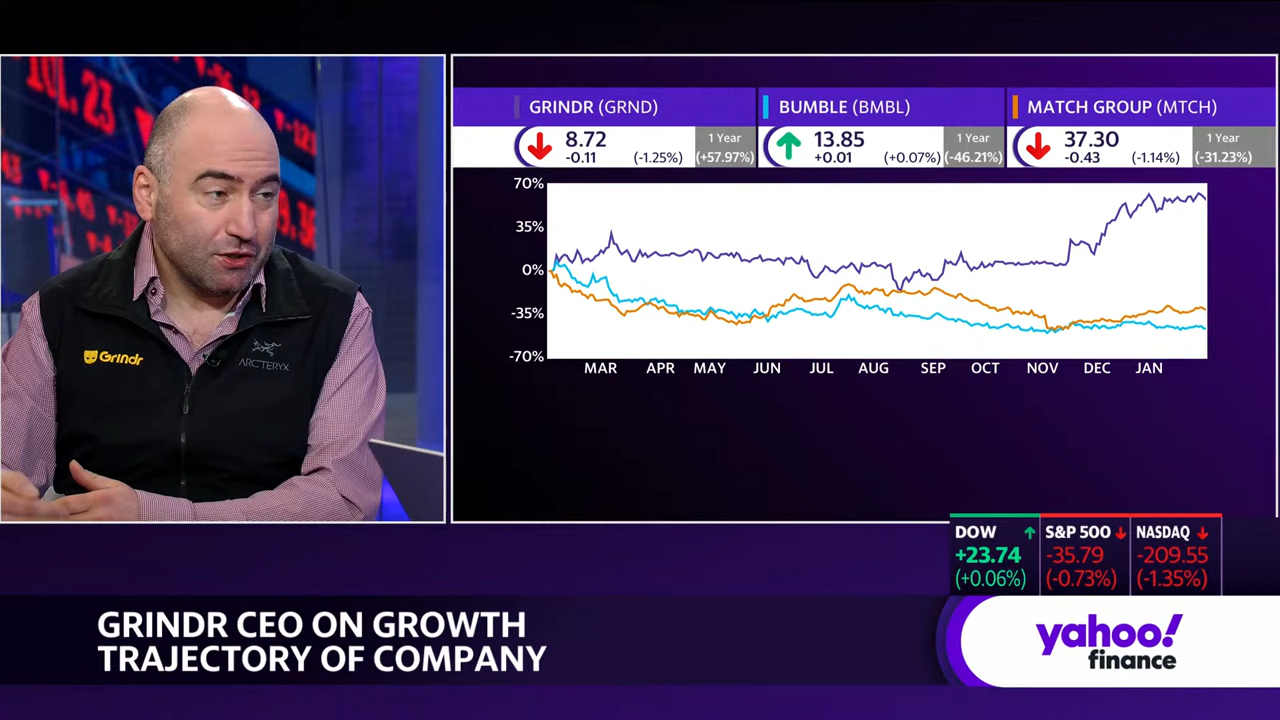 101.23
Grindr
ARC'TERYX
GRINDR (GRND)
8.72
-0.11 (-1.25%)
1 Year
(+57.97%)
BUMBLE (BMBL)
13.85
+0.01 (+0.07%)
1 Year
(-46.21%)
MATCH GROUP (MTCH)
37.30
-0.43 (-1.14%)
1 Year
(-31.23%)
70%
35%
0%
-35%
-70%
MAR APR MAY JUN JUL AUG SEP OCT NOV DEC JAN
DOW
+23.74
(+0.06%)
S&P 500
-35.79
(-0.73%)
NASDAQ
-209.55
(-1.35%)
GRINDR CEO ON GROWTH
TRAJECTORY OF COMPANY
yahoo!
finance